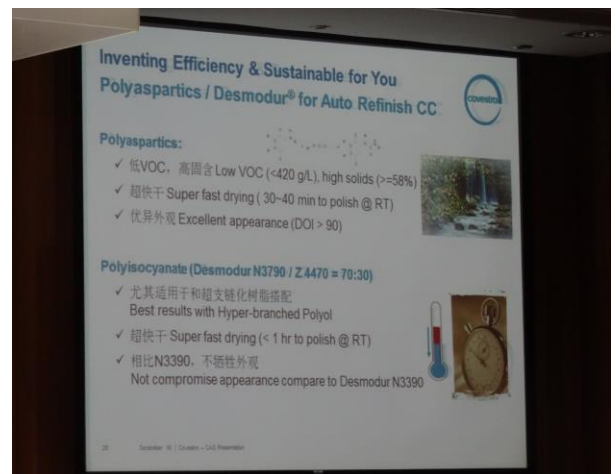 Inventing Efficiency & Sustainable for You
Polyaspartics / Desmodur® for Auto Refinish CC
covestro
Polyaspartics:
✓ 低VOC，高固含 Low VOC (<420 g/L), high solids (>=58%)
✓ 超快干 Super fast drying ( 30~40 min to polish @ RT)
✓ 优异外观 Excellent appearance (DOI > 90)
Polyisocyanate (Desmodur N3790 / Z 4470 = 70:30)
✓ 尤其适用于和超支链化树脂搭配
Best results with Hyper-branched Polyol
✓ 超快干 Super fast drying (< 1 hr to polish @ RT)
✓ 相比N3390，不牺牲外观
Not compromise appearance compare to Desmodur N3390
Presentation